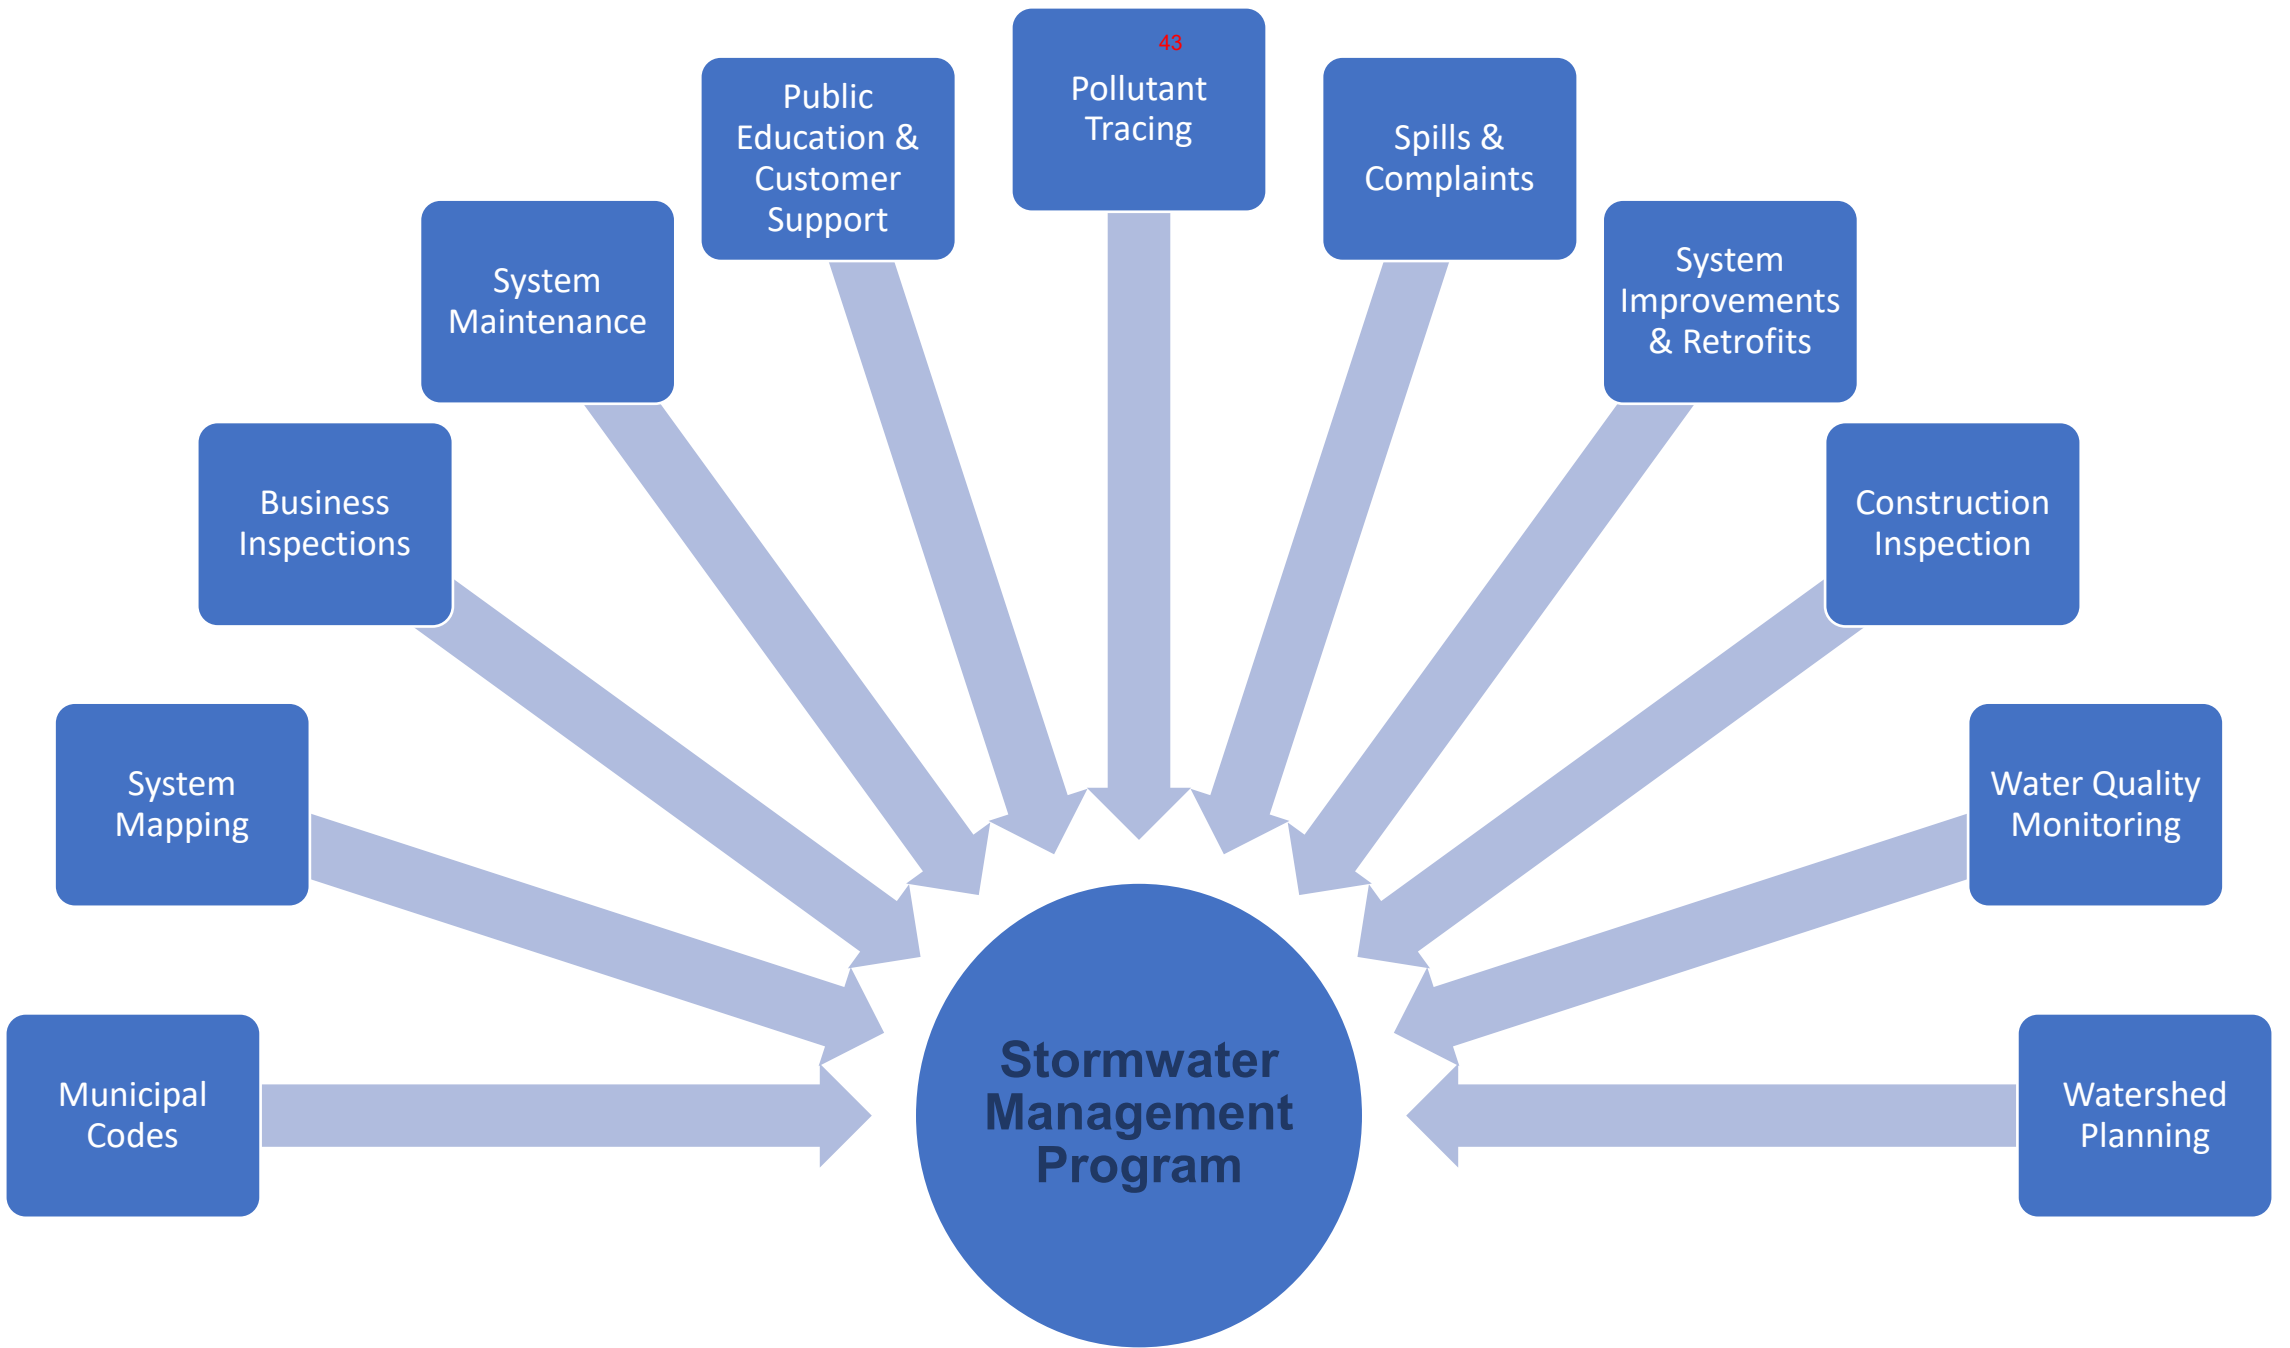 43
Pollutant
Tracing
Public
Education &
Customer
Support
Spills &
Complaints
System
Maintenance
System
Improvements
& Retrofits
Business
Inspections
Construction
Inspection
System
Mapping
Water Quality
Monitoring
Municipal
Codes
Stormwater
Management
Program
Watershed
Planning